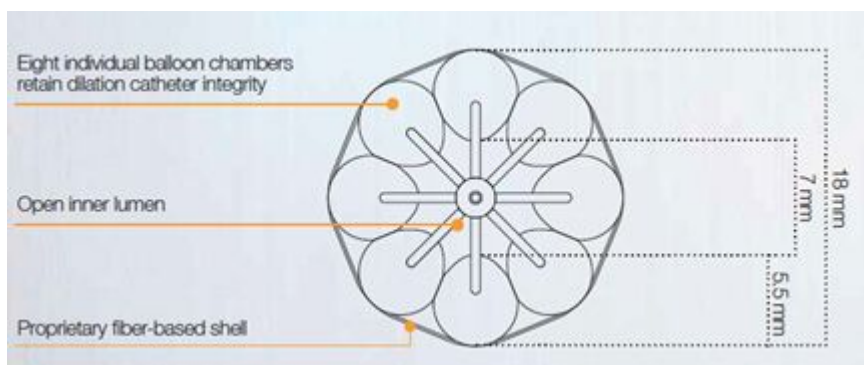 Eight individual balloon chambers
retain dilation catheter integrity
Open inner lumen
Proprietary fiber-based shell
18 mm
7 mm
5.5 mm